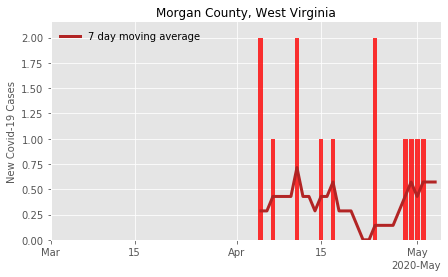 Morgan County, West Virginia
7 day moving average
New Covid-19 Cases
2.00
1.75
1.50
1.25
1.00
0.75
0.50
0.25
0.00
Mar 15 Apr 15 May
2020-May